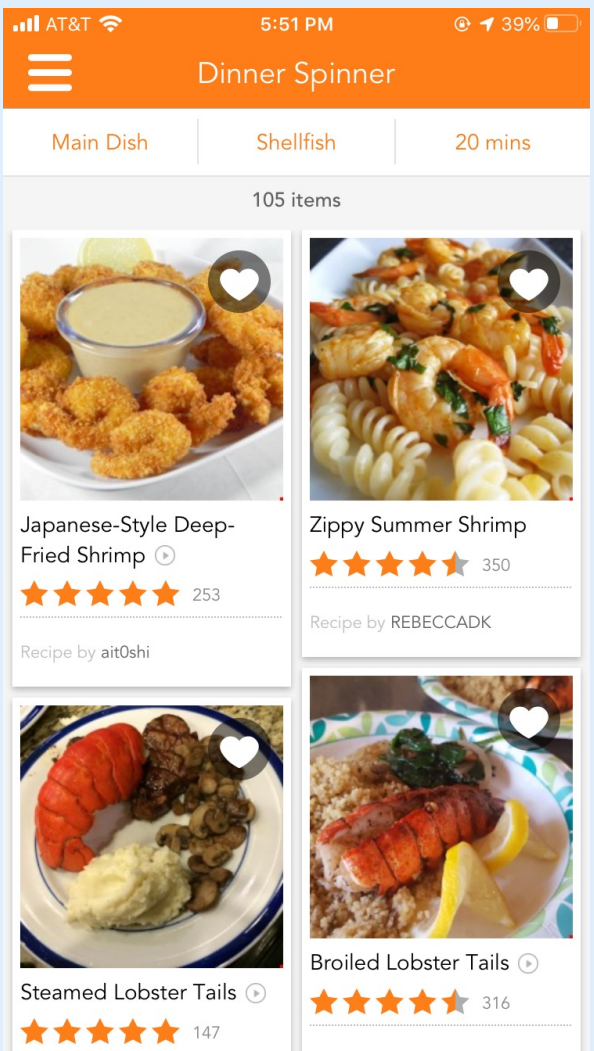 AT&T 5:51 PM 39%
Dinner Spinner
Main Dish Shellfish 20 mins
105 items
Japanese-Style Deep-
Fried Shrimp
253
Recipe by ait0shi
Zippy Summer Shrimp
350
Recipe by REBECCADK
Steamed Lobster Tails
147
Broiled Lobster Tails
316